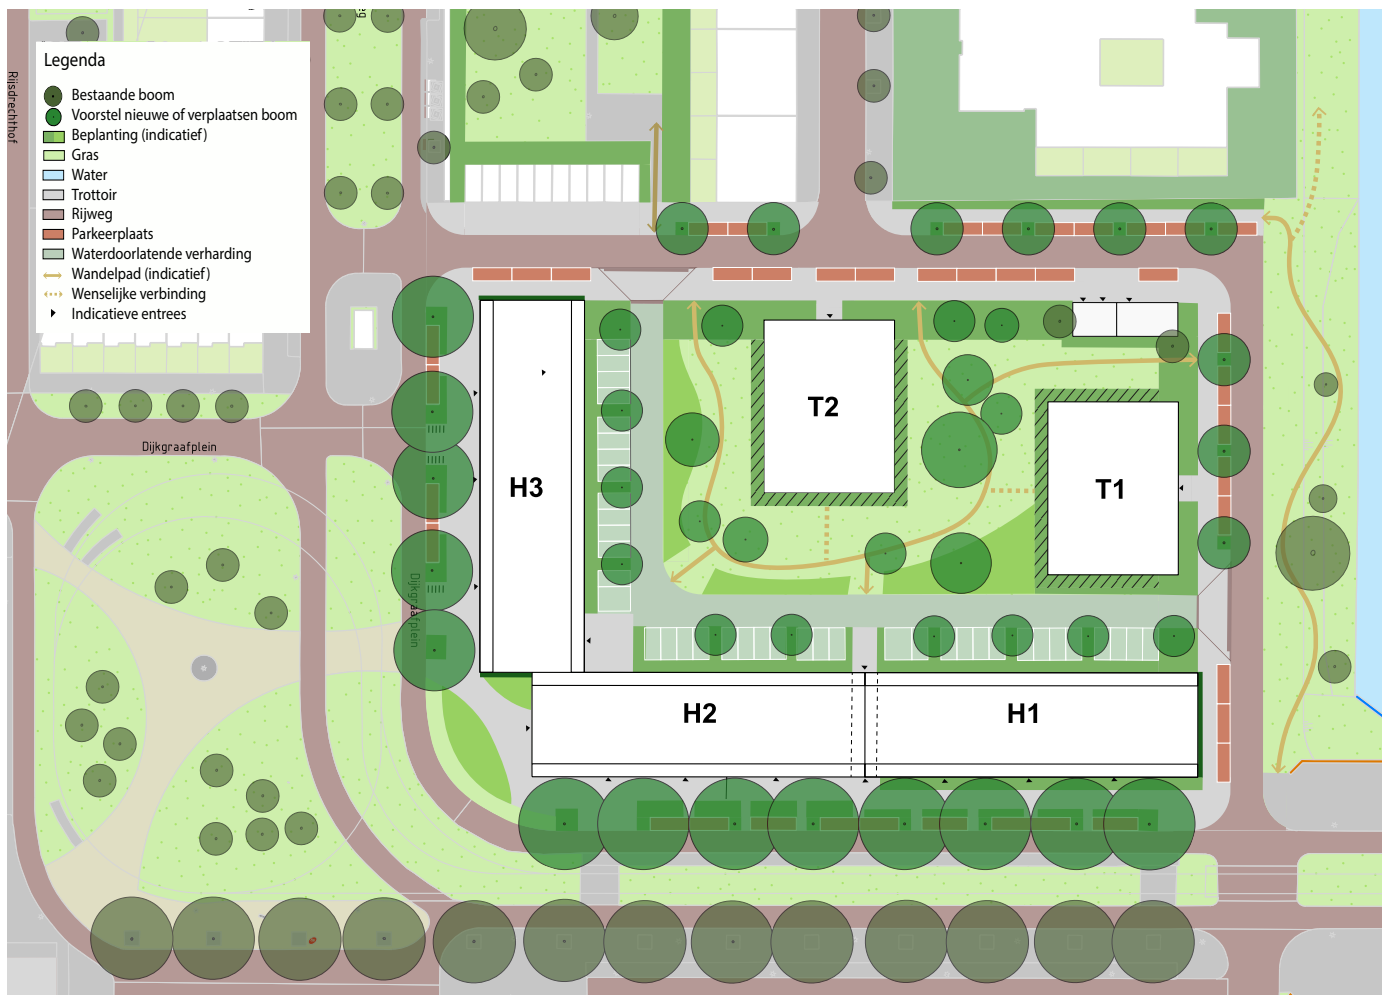 Legenda
Bestaande boom
Voorstel nieuwe of verplaatsen boom
Beplanting (indicatief)
Gras
Water
Trottoir
Rijweg
Parkeerplaats
Waterdoorlatende verharding
Wandelpad (indicatief)
Wenselijke verbinding
Indicatieve entrees
Rijsdrechthof
Dijkgraafplein
Dijkgraafplein
H3
T2
T1
H2
H1